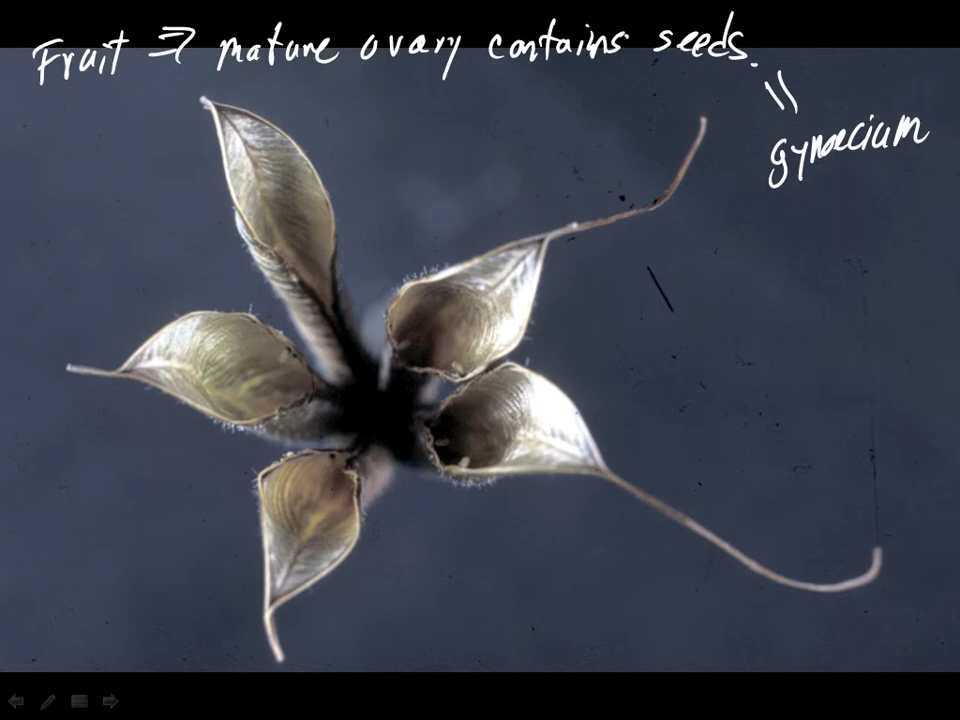 Fruit ⇒ mature ovary contains seeds.
=
gynoecium